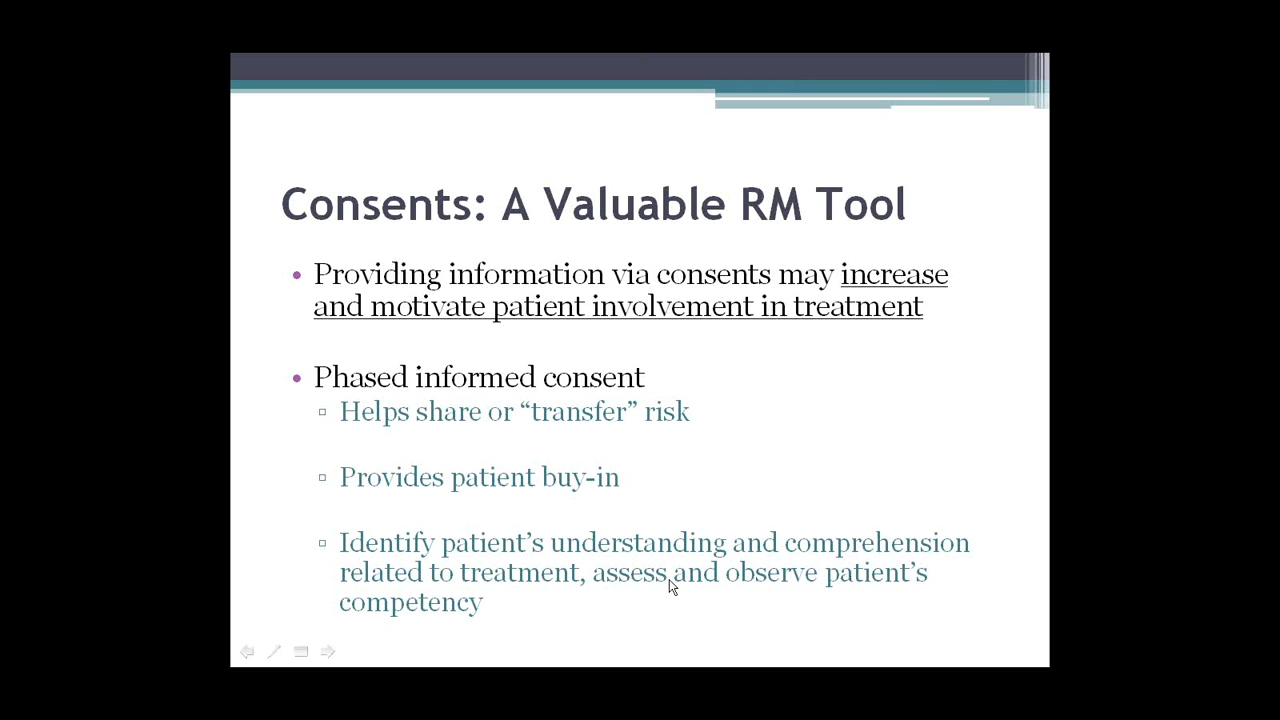 Consents: A Valuable RM Tool
• Providing information via consents may increase
and motivate patient involvement in treatment
• Phased informed consent
▫ Helps share or “transfer” risk
▫ Provides patient buy-in
▫ Identify patient’s understanding and comprehension
related to treatment, assess and observe patient’s
competency